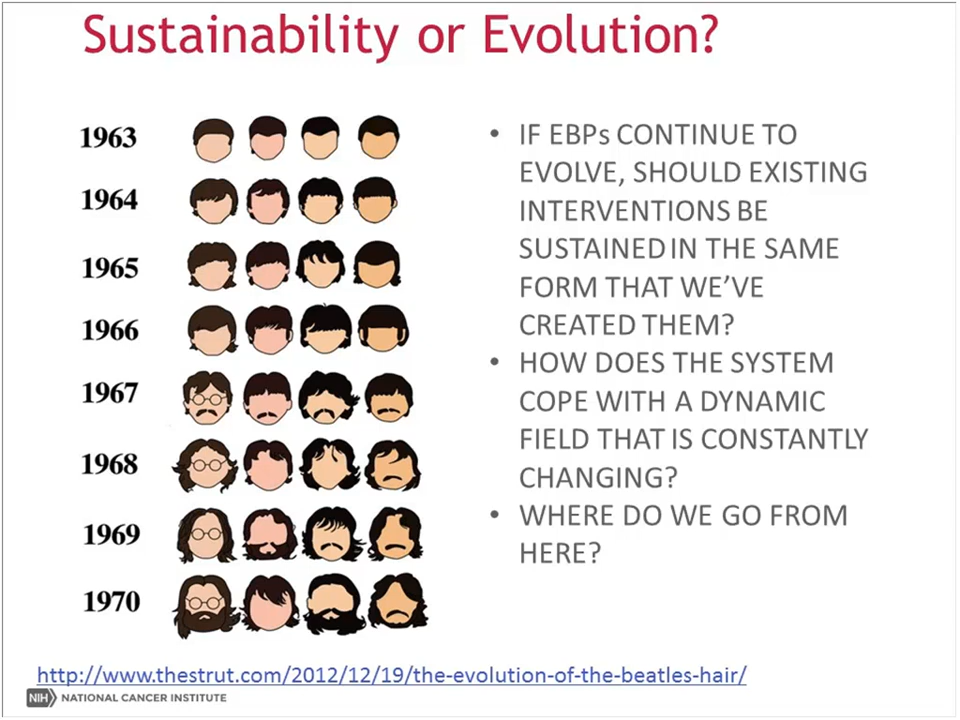 Sustainability or Evolution?
1963
1964
1965
1966
1967
1968
1969
1970
• IF EBPs CONTINUE TO
EVOLVE, SHOULD EXISTING
INTERVENTIONS BE
SUSTAINED IN THE SAME
FORM THAT WE’VE
CREATED THEM?
• HOW DOES THE SYSTEM
COPE WITH A DYNAMIC
FIELD THAT IS CONSTANTLY
CHANGING?
• WHERE DO WE GO FROM
HERE?
http://www.thestrut.com/2012/12/19/the-evolution-of-the-beatles-hair/
NIH NATIONAL CANCER INSTITUTE